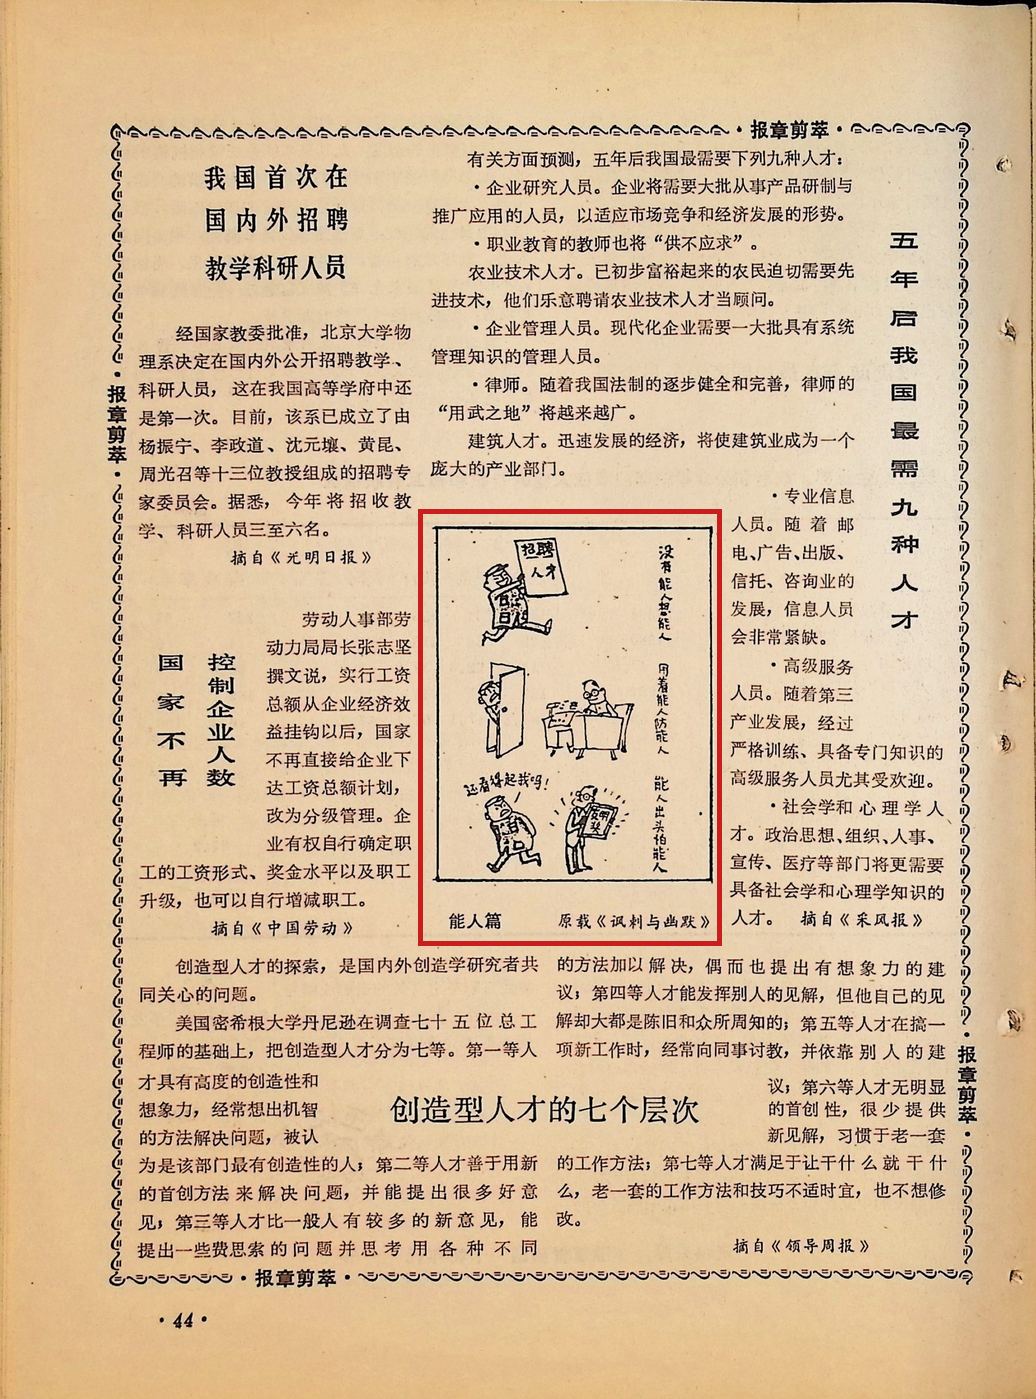 ·报章剪萃·
我国首次在
国内外招聘
教学科研人员
经国家教委批准，北京大学物
理系决定在国内外公开招聘教学、
科研人员，这在我国高等学府中还
是第一次。目前，该系已成立了由
杨振宁、李政道、沈元壤、黄昆、
周光召等十三位教授组成的招聘专
家委员会。据悉，今年将招收教
学、科研人员三至六名。
摘自《光明日报》
·报章剪萃·
国家不再
控制企业人数
劳动人事部劳
动力局局长张志坚
撰文说，实行工资
总额从企业经济效
益挂钩以后，国家
不再直接给企业下
达工资总额计划，
改为分级管理。企
业有权自行确定职
工的工资形式、奖金水平以及职工
升级，也可以自行增减职工。
摘自《中国劳动》
五年后我国最需九种人才
有关方面预测，五年后我国最需要下列九种人才：
·企业研究人员。企业将需要大批从事产品研制与
推广应用的人员，以适应市场竞争和经济发展的形势。
·职业教育的教师也将“供不应求”。
农业技术人才。已初步富裕起来的农民迫切需要先
进技术，他们乐意聘请农业技术人才当顾问。
·企业管理人员。现代化企业需要一大批具有系统
管理知识的管理人员。
·律师。随着我国法制的逐步健全和完善，律师的
“用武之地”将越来越广。
建筑人才。迅速发展的经济，将使建筑业成为一个
庞大的产业部门。
·专业信息
人员。随着邮
电、广告、出版、
信托、咨询业的
发展，信息人员
会非常紧缺。
·高级服务
人员。随着第三
产业发展，经过
严格训练、具备专门知识的
高级服务人员尤其受欢迎。
·社会学和心理学人
才。政治思想、组织、人事、
宣传、医疗等部门将更需要
具备社会学和心理学知识的
人才。 摘自《采风报》
招聘
人才
没有能人想能人
用着能人防能人
还看得起我吗！
发明
奖
能人出头怕能人
能人篇 原载《讽刺与幽默》
创造型人才的七个层次
创造型人才的探索，是国内外创造学研究者共
同关心的问题。
美国密希根大学丹尼逊在调查七十五位总工
程师的基础上，把创造型人才分为七等。第一等人
才具有高度的创造性和
想象力，经常想出机智
的方法解决问题，被认
为是该部门最有创造性的人；第二等人才善于用新
的首创方法来解决问题，并能提出很多好意
见；第三等人才比一般人有较多的新意见，能
提出一些费思索的问题并思考用各种不同
的方法加以解决，偶而也提出有想象力的建
议；第四等人才能发挥别人的见解，但他自己的见
解却大都是陈旧和众所周知的；第五等人才在搞一
项新工作时，经常向同事讨教，并依靠别人的建
议；第六等人才无明显
的首创性，很少提供
新见解，习惯于老一套
的工作方法；第七等人才满足于让干什么就干什
么，老一套的工作方法和技巧不适时宜，也不想修
改。
摘自《领导周报》
·报章剪萃·
·报章剪萃·
·44·